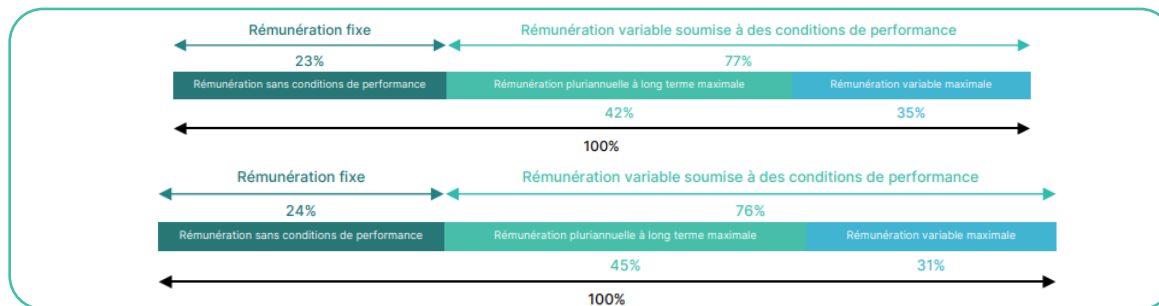 Rémunération fixe Rémunération variable soumise à des conditions de performance
23% 77%
Rémunération sans conditions de performance Rémunération pluriannuelle à long terme maximale Rémunération variable maximale
42% 35%
100%
Rémunération fixe Rémunération variable soumise à des conditions de performance
24% 76%
Rémunération sans conditions de performance Rémunération pluriannuelle à long terme maximale Rémunération variable maximale
45% 31%
100%